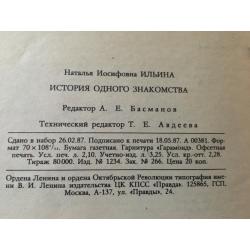 Наталья Иосифовна ИЛЬИНА
ИСТОРИЯ ОДНОГО ЗНАКОМСТВА
Редактор А. Е. Басманов
Технический редактор Т. Е. Авдеева
Сдано в набор 26.02.87. Подписано к печати 18.05.87. А 00381. Фор-
мат 70×108¹/₃₂. Бумага газетная. Гарнитура «Гарамонд». Офсетная
печать. Усл. печ. л. 2,10. Учетно-изд. л. 3,25. Усл. кр.-отт. 2,28.
Тираж 80000. Изд. № 1234. Зак. № 266. Цена 20 коп.
Ордена Ленина и ордена Октябрьской Революции типография име-
ни В. И. Ленина издательства ЦК КПСС «Правда». 125865, ГСП,
Москва, А-137, ул. «Правды», 24.